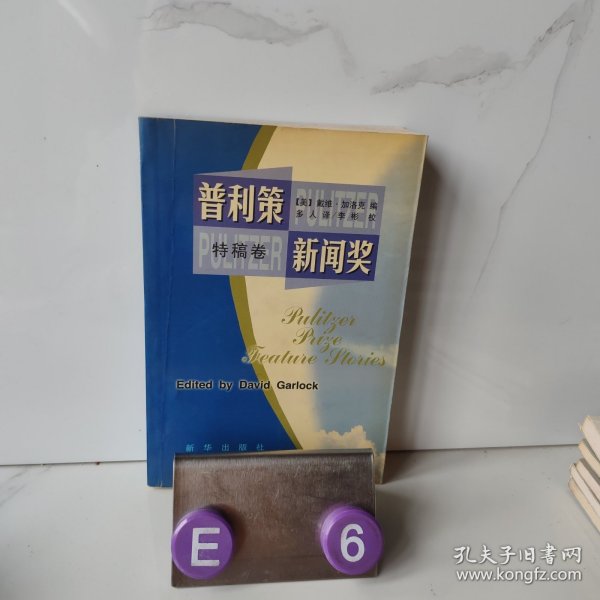 普利策
PULITZER
【美】戴维·加洛克 编
多人译 李彬 校
PULITZER
特稿卷
新闻奖
Pulitzer
Prize
Feature Stories
Edited by David Garlock
新华出版社
E
6
孔夫子旧书网
www.kongfz.com